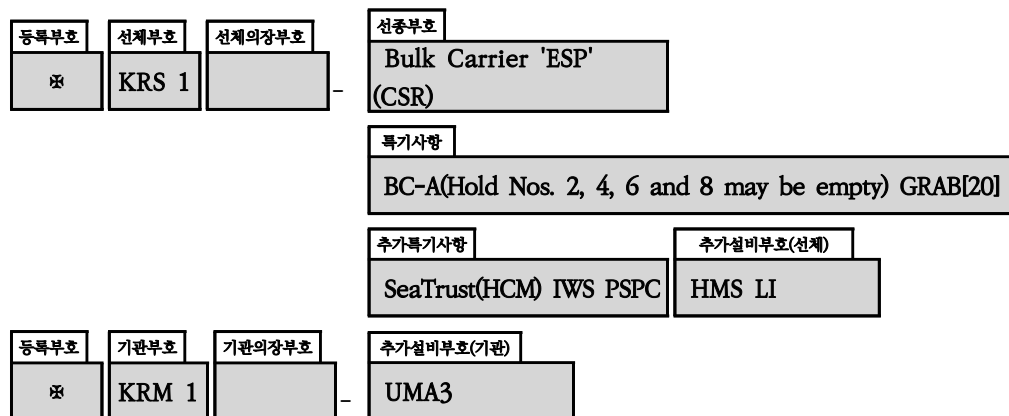 등록부호 선체부호 선체의장부호 선종부호
✠ KRS 1 - Bulk Carrier 'ESP'
(CSR)
특기사항
BC-A(Hold Nos. 2, 4, 6 and 8 may be empty) GRAB[20]
추가특기사항 추가설비부호(선체)
SeaTrust(HCM) IWS PSPC HMS LI
등록부호 기관부호 기관의장부호 추가설비부호(기관)
✠ KRM 1 - UMA3